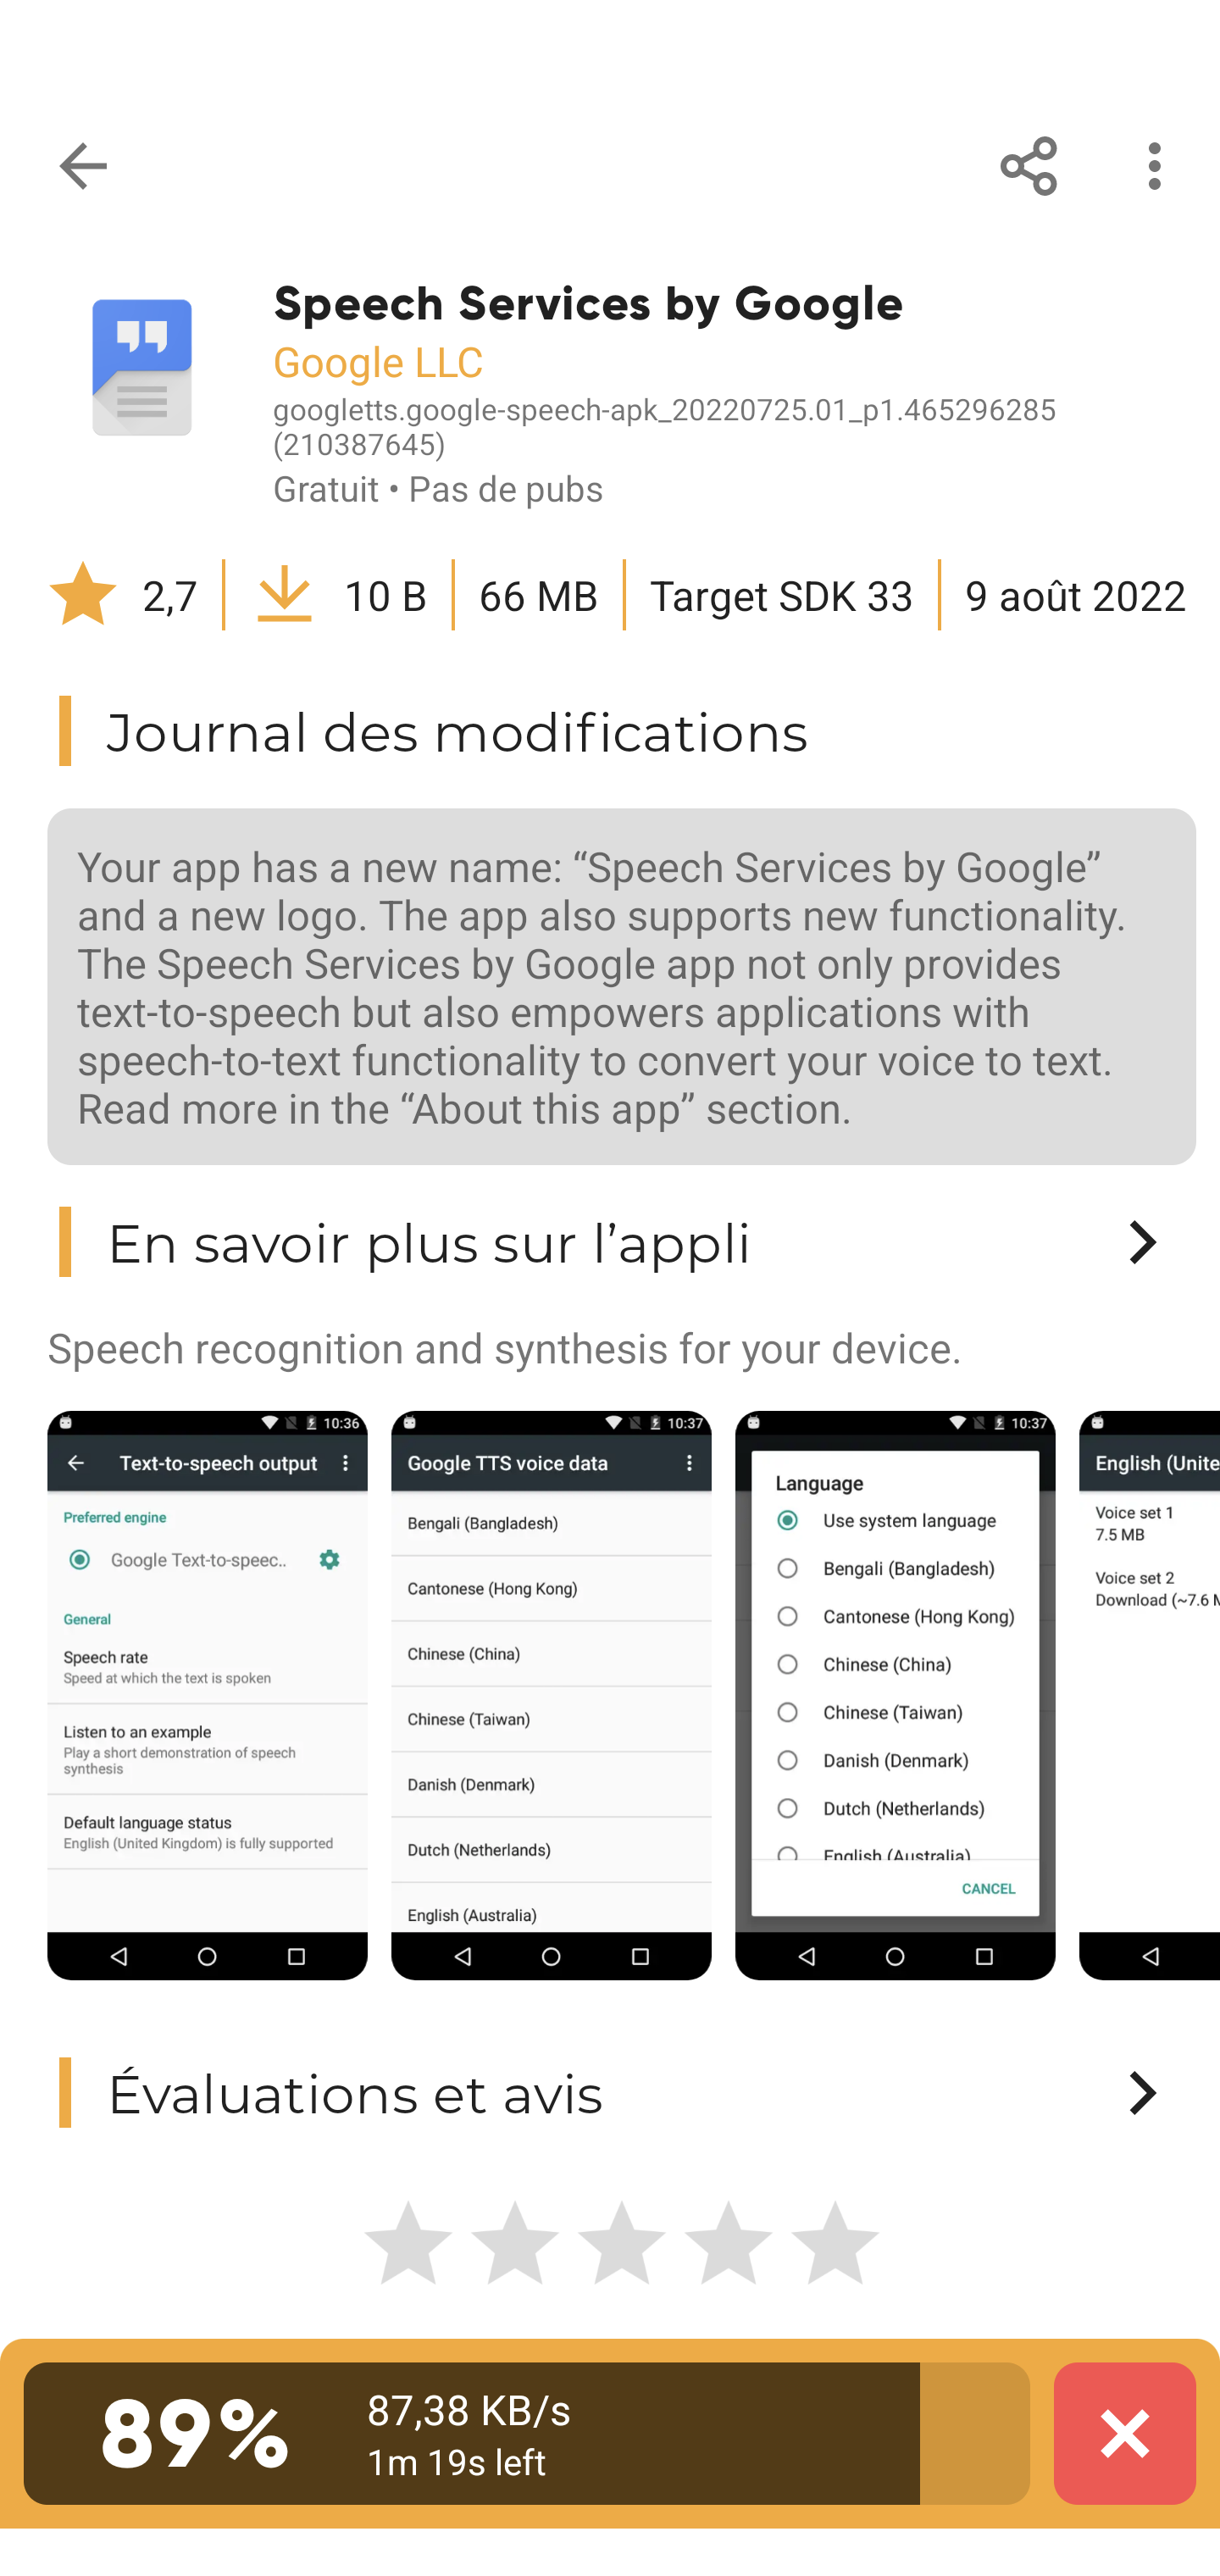 Speech Services by Google
Google LLC
googletts.google-speech-apk_20220725.01_p1.465296285
(210387645)
Gratuit • Pas de pubs
2,7
10 B
66 MB
Target SDK 33
9 août 2022
Journal des modifications
Your app has a new name: “Speech Services by Google”
and a new logo. The app also supports new functionality.
The Speech Services by Google app not only provides
text-to-speech but also empowers applications with
speech-to-text functionality to convert your voice to text.
Read more in the “About this app” section.
En savoir plus sur l’appli
Speech recognition and synthesis for your device.
10:36
Text-to-speech output
Preferred engine
Google Text-to-speec..
General
Speech rate
Speed at which the text is spoken
Listen to an example
Play a short demonstration of speech
synthesis
Default language status
English (United Kingdom) is fully supported
10:37
Google TTS voice data
Bengali (Bangladesh)
Cantonese (Hong Kong)
Chinese (China)
Chinese (Taiwan)
Danish (Denmark)
Dutch (Netherlands)
English (Australia)
10:37
Language
Use system language
Bengali (Bangladesh)
Cantonese (Hong Kong)
Chinese (China)
Chinese (Taiwan)
Danish (Denmark)
Dutch (Netherlands)
English (Australia)
CANCEL
English (Unite
Voice set 1
7.5 MB
Voice set 2
Download (~7.6 M
Évaluations et avis
89%
87,38 KB/s
1m 19s left